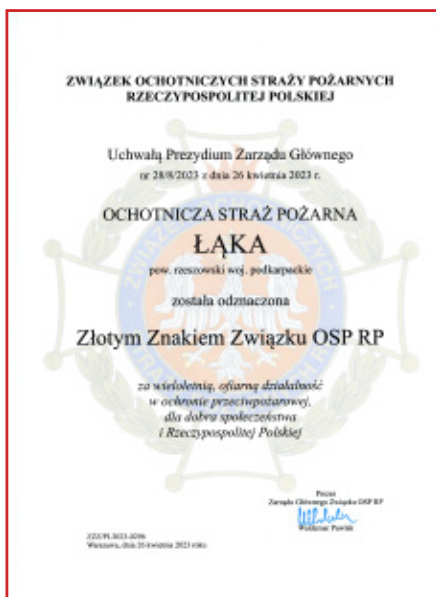 ZWIĄZEK OCHOTNICZYCH STRAŻY POŻARNYCH
RZECZYPOSPOLITEJ POLSKIEJ
Uchwałą Prezydium Zarządu Głównego
nr 28/8/2023 z dnia 26 kwietnia 2023 r.
OCHOTNICZA STRAŻ POŻARNA
ŁĄKA
pow. rzeszowski woj. podkarpackie
została odznaczona
Złotym Znakiem Związku OSP RP
za wieloletnią, ofiarną działalność
w ochronie przeciwpożarowej,
dla dobra społeczeństwa
i Rzeczypospolitej Polskiej
Prezes
Zarządu Głównego Związku OSP RP
Waldemar Pawlak
Warszawa, dnia 26 kwietnia 2023 roku